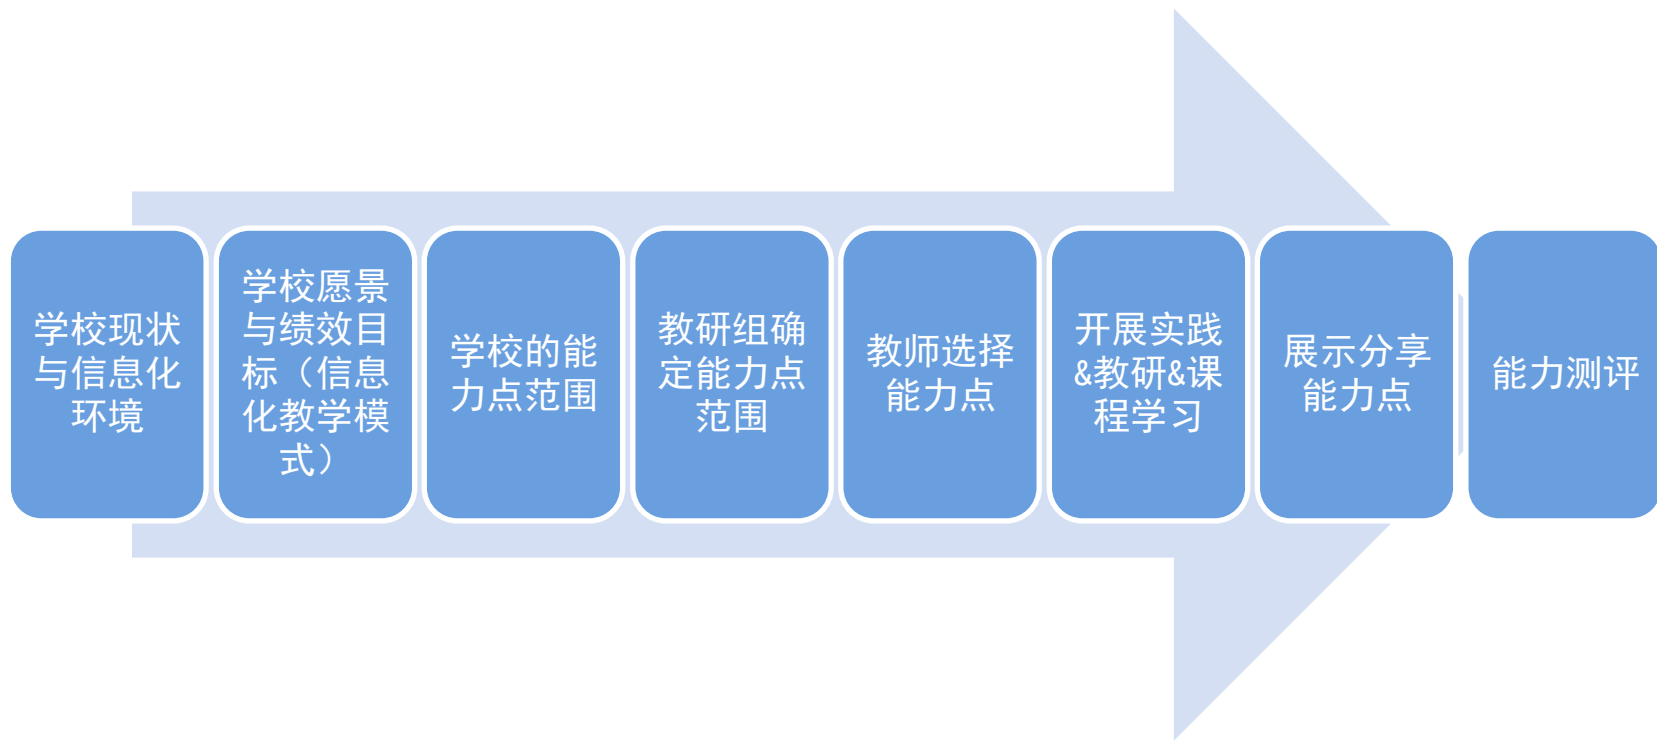 学校现状
与信息化
环境
学校愿景
与绩效目
标（信息
化教学模
式）
学校的能
力点范围
教研组确
定能力点
范围
教师选择
能力点
开展实践
&教研&课
程学习
展示分享
能力点
能力测评